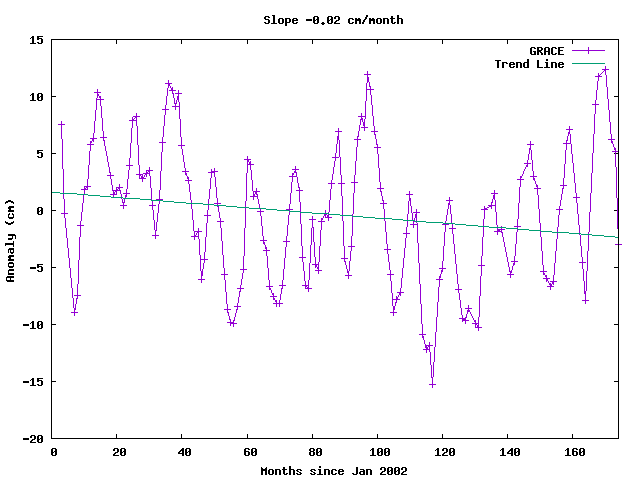 Slope -0.02 cm/month
GRACE
Trend Line
15
10
5
0
-5
-10
-15
-20
Anomaly (cm)
0 20 40 60 80 100 120 140 160
Months since Jan 2002